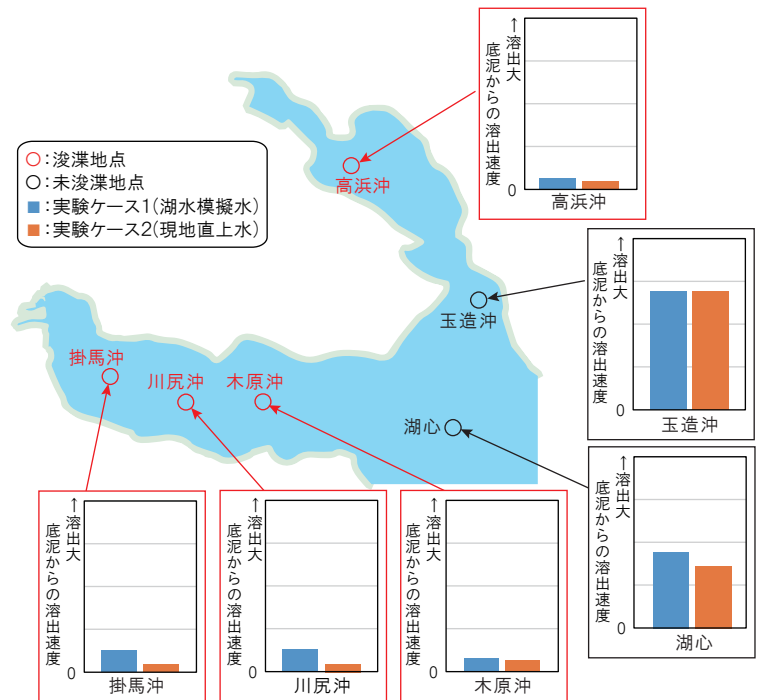 ↑溶出大
底泥からの溶出速度
0
高浜沖
○:浚渫地点
○:未浚渫地点
■:実験ケース1(湖水模擬水)
■:実験ケース2(現地直上水)
高浜沖
↑溶出大
底泥からの溶出速度
0
玉造沖
玉造沖
掛馬沖
川尻沖
木原沖
湖心
↑溶出大
底泥からの溶出速度
0
湖心
↑溶出大
底泥からの溶出速度
0
掛馬沖
↑溶出大
底泥からの溶出速度
0
川尻沖
↑溶出大
底泥からの溶出速度
0
木原沖